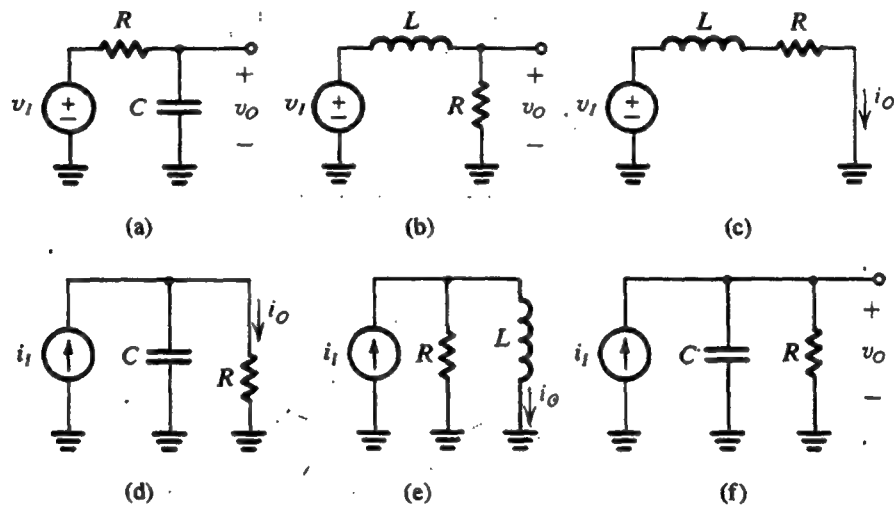 R
L
L
R
v_I
+
−
C
+
v_O
−
v_I
+
−
R
+
v_O
−
v_I
+
−
i_O
(a)
(b)
(c)
i_I
C
i_O
R
i_I
R
L
i_O
i_I
C
R
+
v_O
−
(d)
(e)
(f)